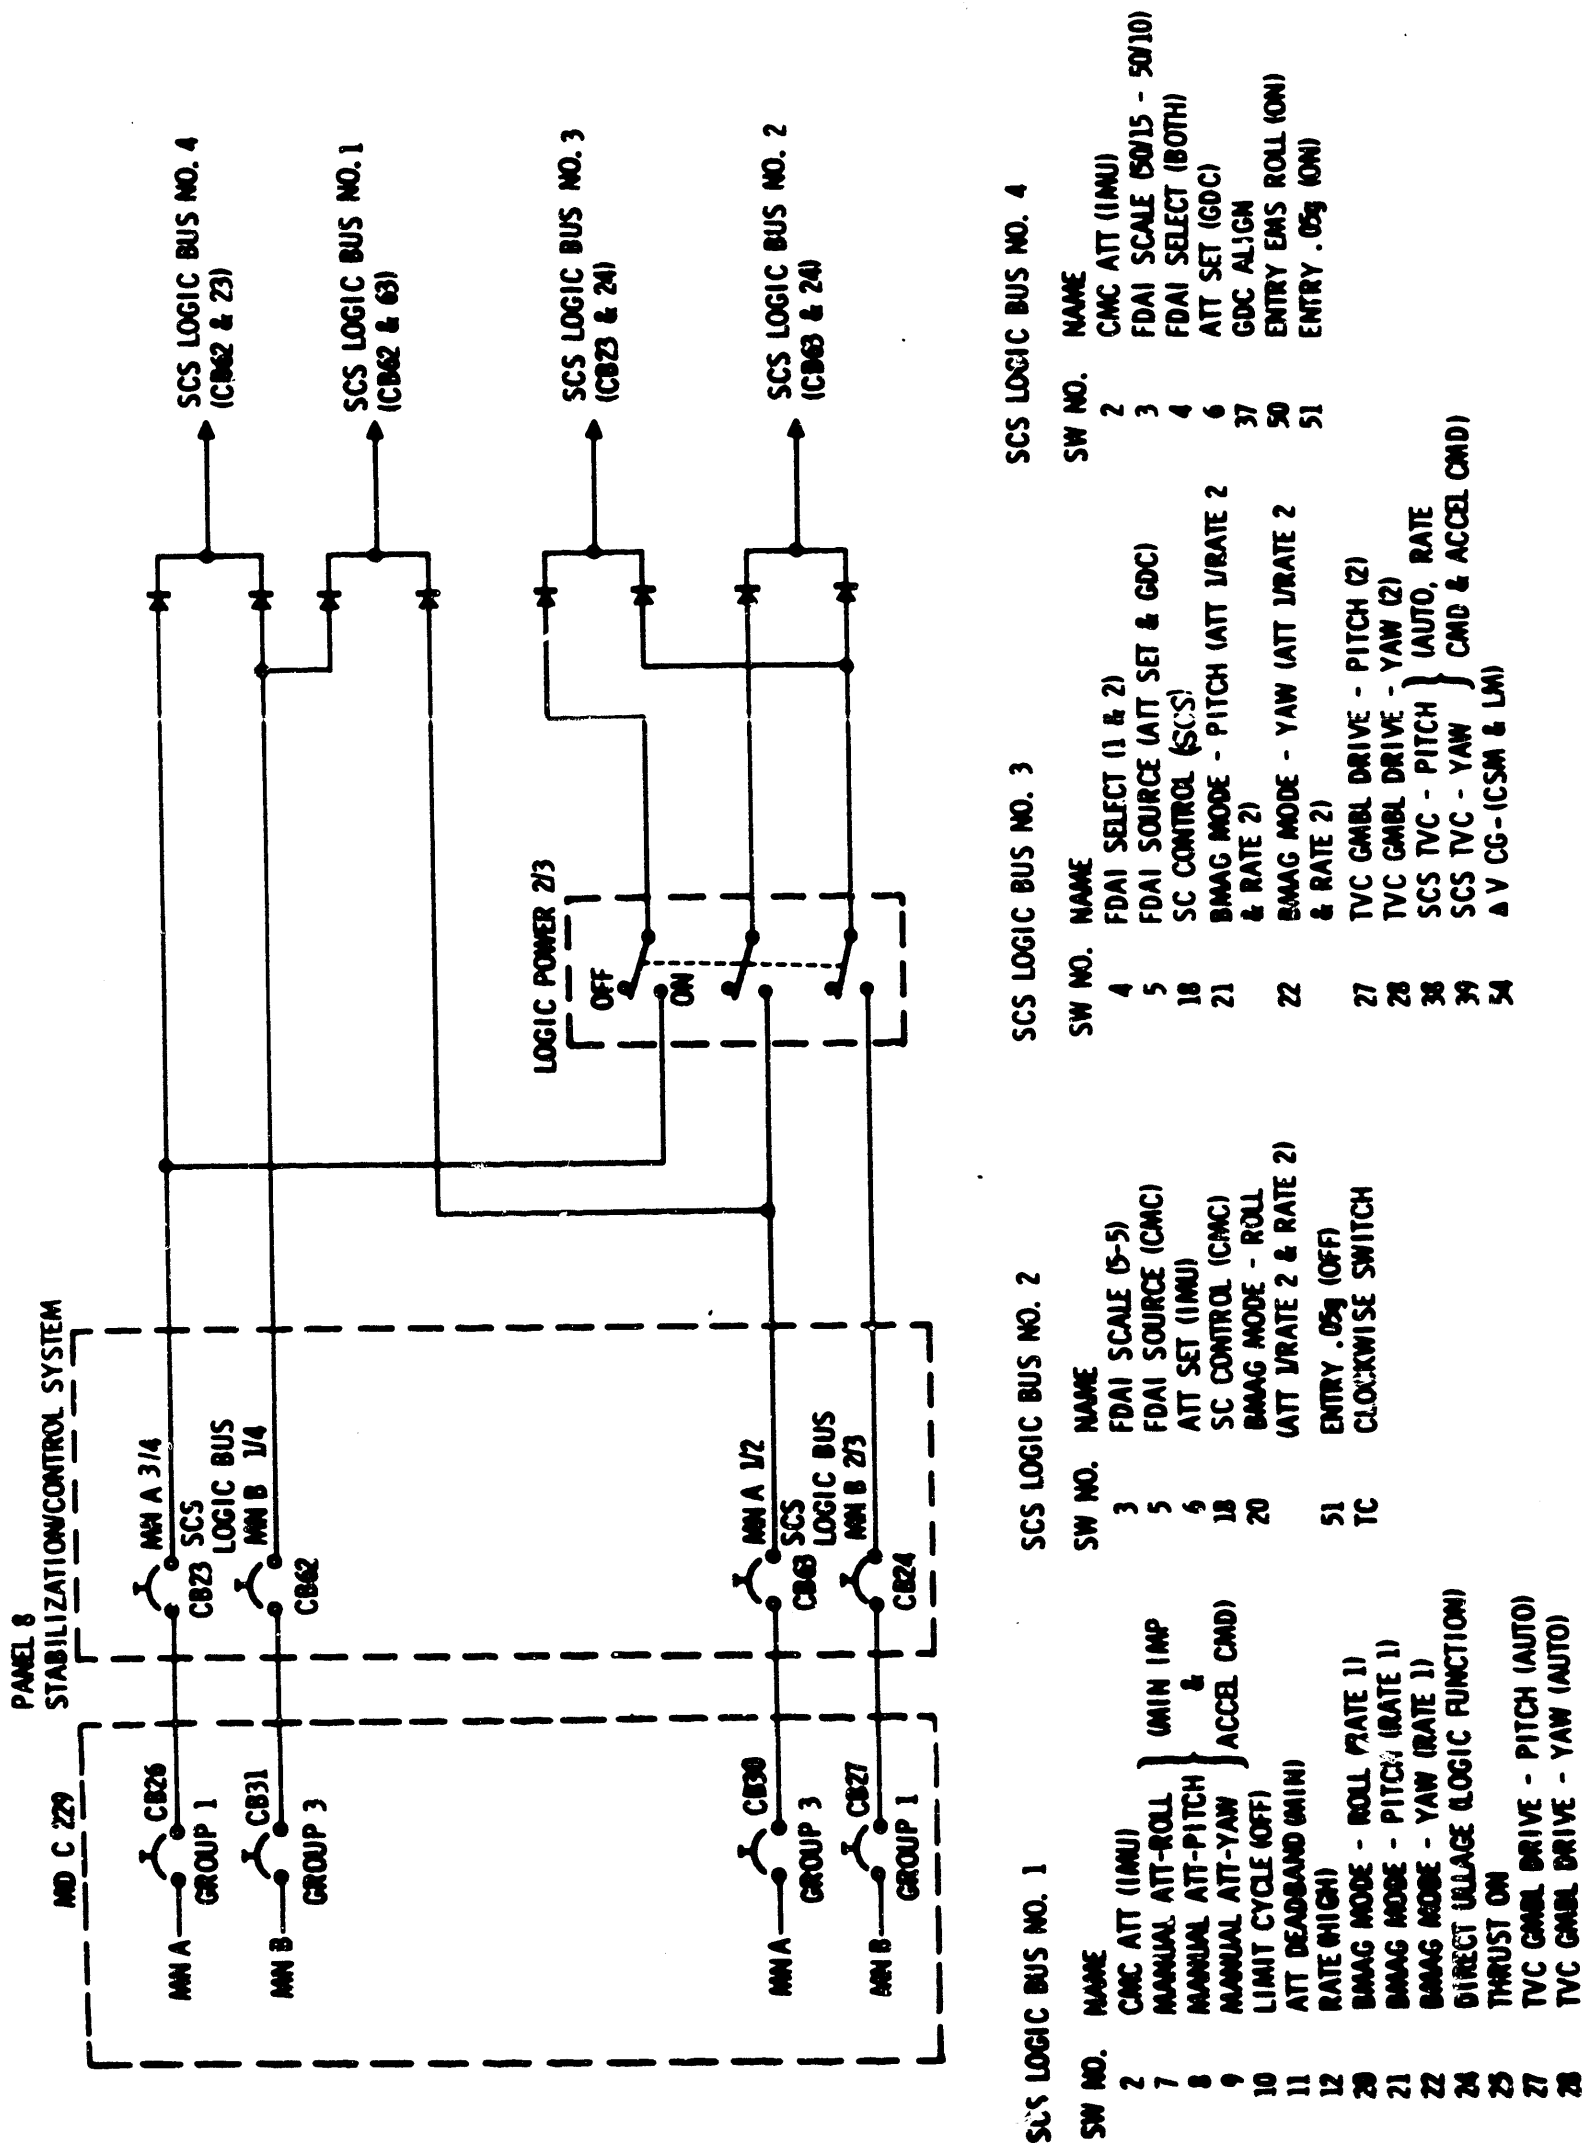 PANEL 8
STABILIZATION/CONTROL SYSTEM
MD C 229
MN A
CB26
GROUP 1
MN B
CB31
GROUP 3
MN A
CB30
GROUP 3
MN B
CB27
GROUP 1
MN A 3/4
CB23
SCS
LOGIC BUS
MN B 1/4
CB62
MN A 1/2
CB63
SCS
LOGIC BUS
MN B 2/3
CB24
LOGIC POWER 2/3
OFF
ON
SCS LOGIC BUS NO. 4
(CB62 & 23)
SCS LOGIC BUS NO. 1
(CB62 & 63)
SCS LOGIC BUS NO. 3
(CB23 & 24)
SCS LOGIC BUS NO. 2
(CB63 & 24)
SCS LOGIC BUS NO. 1
SW NO. NAME
2 CMC ATT (IMU)
7 MANUAL ATT-ROLL (MIN IMP
8 MANUAL ATT-PITCH &
9 MANUAL ATT-YAW ACCEL CMD)
10 LIMIT CYCLE (OFF)
11 ATT DEADBAND (MIN)
12 RATE (HIGH)
20 BMAG MODE - ROLL (RATE 1)
21 BMAG MODE - PITCH (RATE 1)
22 BMAG MODE - YAW (RATE 1)
24 DIRECT ULLAGE (LOGIC FUNCTION)
25 THRUST ON
27 TVC GMBL DRIVE - PITCH (AUTO)
28 TVC GMBL DRIVE - YAW (AUTO)
SCS LOGIC BUS NO. 2
SW NO. NAME
3 FDAI SCALE (5-5)
5 FDAI SOURCE (CMC)
6 ATT SET (IMU)
18 SC CONTROL (CMC)
20 BMAG MODE - ROLL
(ATT 1/RATE 2 & RATE 2)
51 ENTRY .05g (OFF)
TC CLOCKWISE SWITCH
SCS LOGIC BUS NO. 3
SW NO. NAME
4 FDAI SELECT (1 & 2)
5 FDAI SOURCE (ATT SET & GDC)
18 SC CONTROL (SCS)
21 BMAG MODE - PITCH (ATT 1/RATE 2
& RATE 2)
22 BMAG MODE - YAW (ATT 1/RATE 2
& RATE 2)
27 TVC GMBL DRIVE - PITCH (2)
28 TVC GMBL DRIVE - YAW (2)
38 SCS TVC - PITCH (AUTO, RATE
39 SCS TVC - YAW CMD & ACCEL CMD)
54 Δ V CG-(CSM & LM)
SCS LOGIC BUS NO. 4
SW NO. NAME
2 CMC ATT (IMU)
3 FDAI SCALE (50/15 - 50/10)
4 FDAI SELECT (BOTH)
6 ATT SET (GDC)
37 GDC ALIGN
50 ENTRY EMS ROLL (ON)
51 ENTRY .05g (ON)